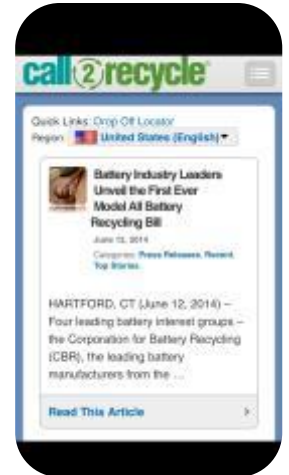 call2recycle
Quick Links: Drop Off Locator
Region: United States (English)
Battery Industry Leaders
Unveil the First Ever
Model All Battery
Recycling Bill
June 12, 2014
Categories: Press Releases, Recent,
Top Stories,
HARTFORD, CT (June 12, 2014) –
Four leading battery interest groups –
the Corporation for Battery Recycling
(CBR), the leading battery
manufacturers from the ...
Read This Article